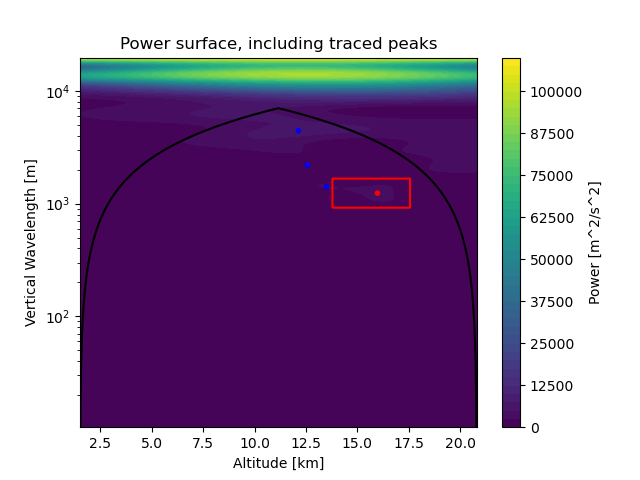 Power surface, including traced peaks
Vertical Wavelength [m]
10^4
10^3
10^2
2.5 5.0 7.5 10.0 12.5 15.0 17.5 20.0
Altitude [km]
100000
87500
75000
62500
50000
37500
25000
12500
0
Power [m^2/s^2]